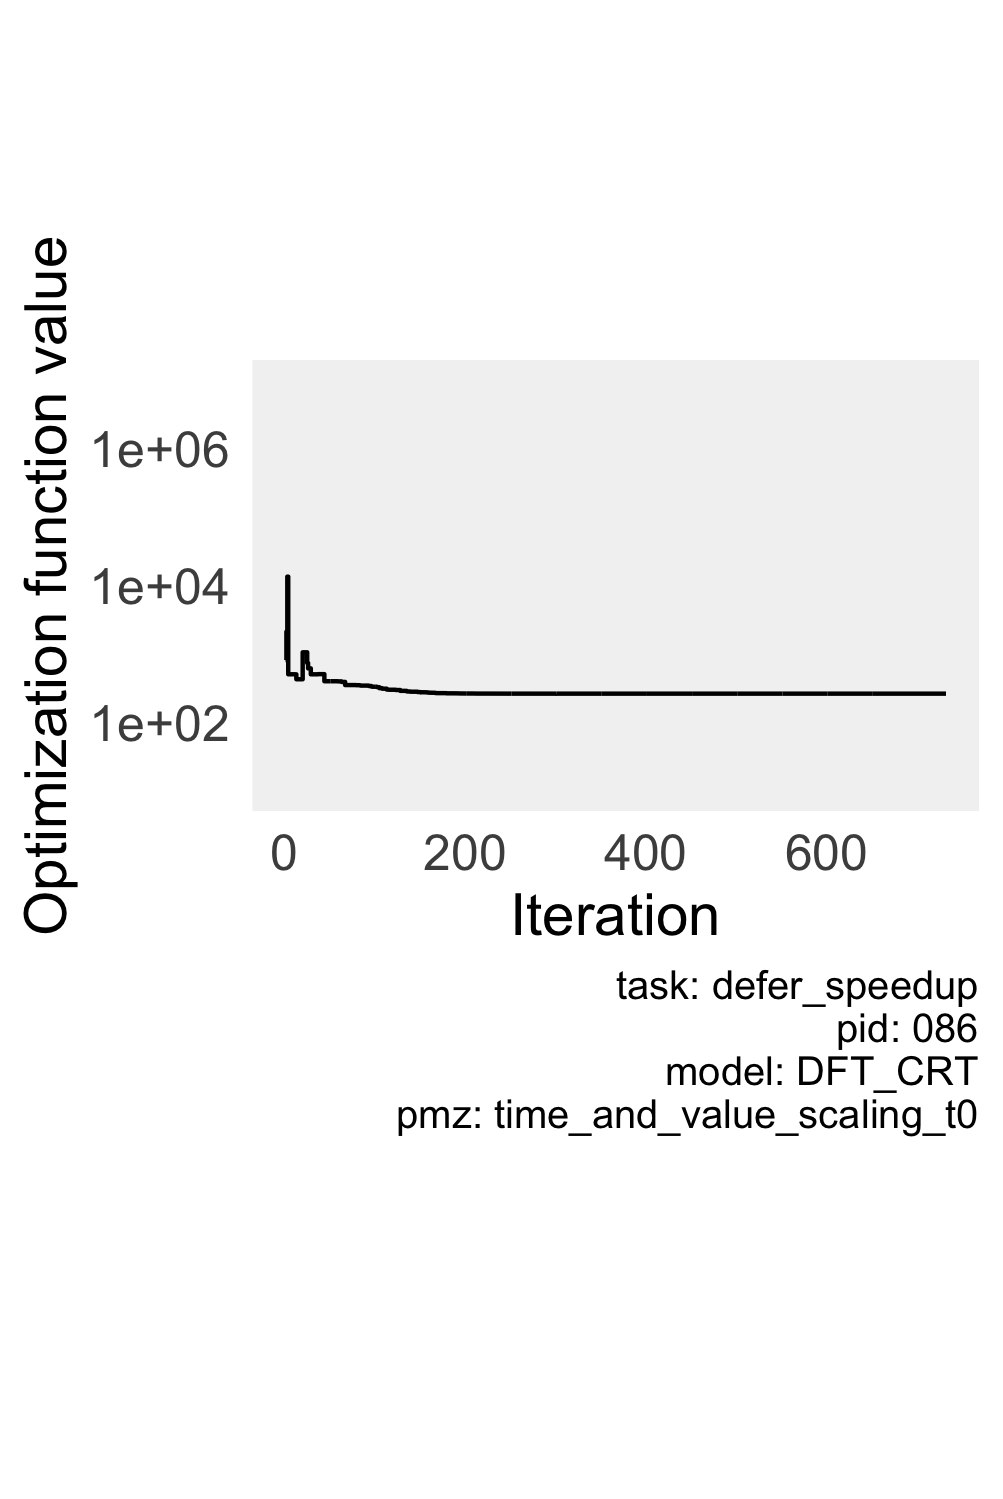 Optimization function value
1e+06
1e+04
1e+02
0 200 400 600
Iteration
task: defer_speedup
pid: 086
model: DFT_CRT
pmz: time_and_value_scaling_t0